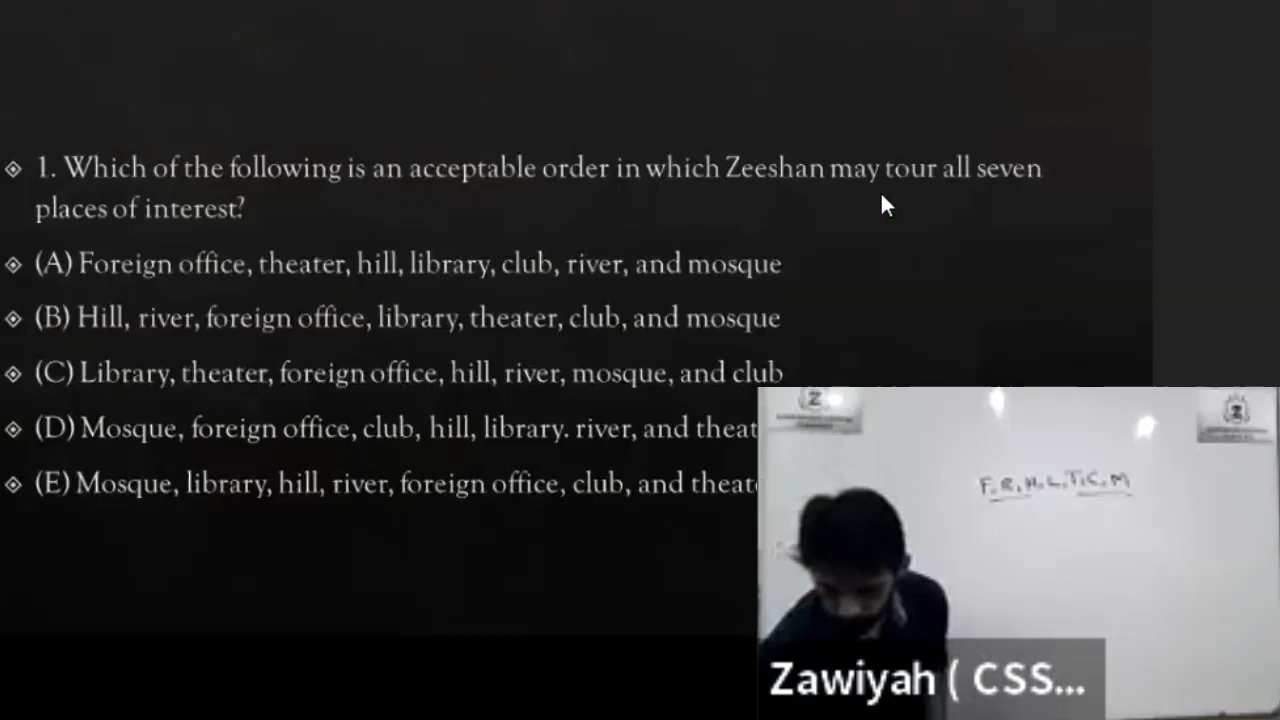 1. Which of the following is an acceptable order in which Zeeshan may tour all seven
places of interest?
(A) Foreign office, theater, hill, library, club, river, and mosque
(B) Hill, river, foreign office, library, theater, club, and mosque
(C) Library, theater, foreign office, hill, river, mosque, and club
(D) Mosque, foreign office, club, hill, library. river, and theat
(E) Mosque, library, hill, river, foreign office, club, and theat
F, R, H, L, T, C, M
Zawiyah ( CSS...